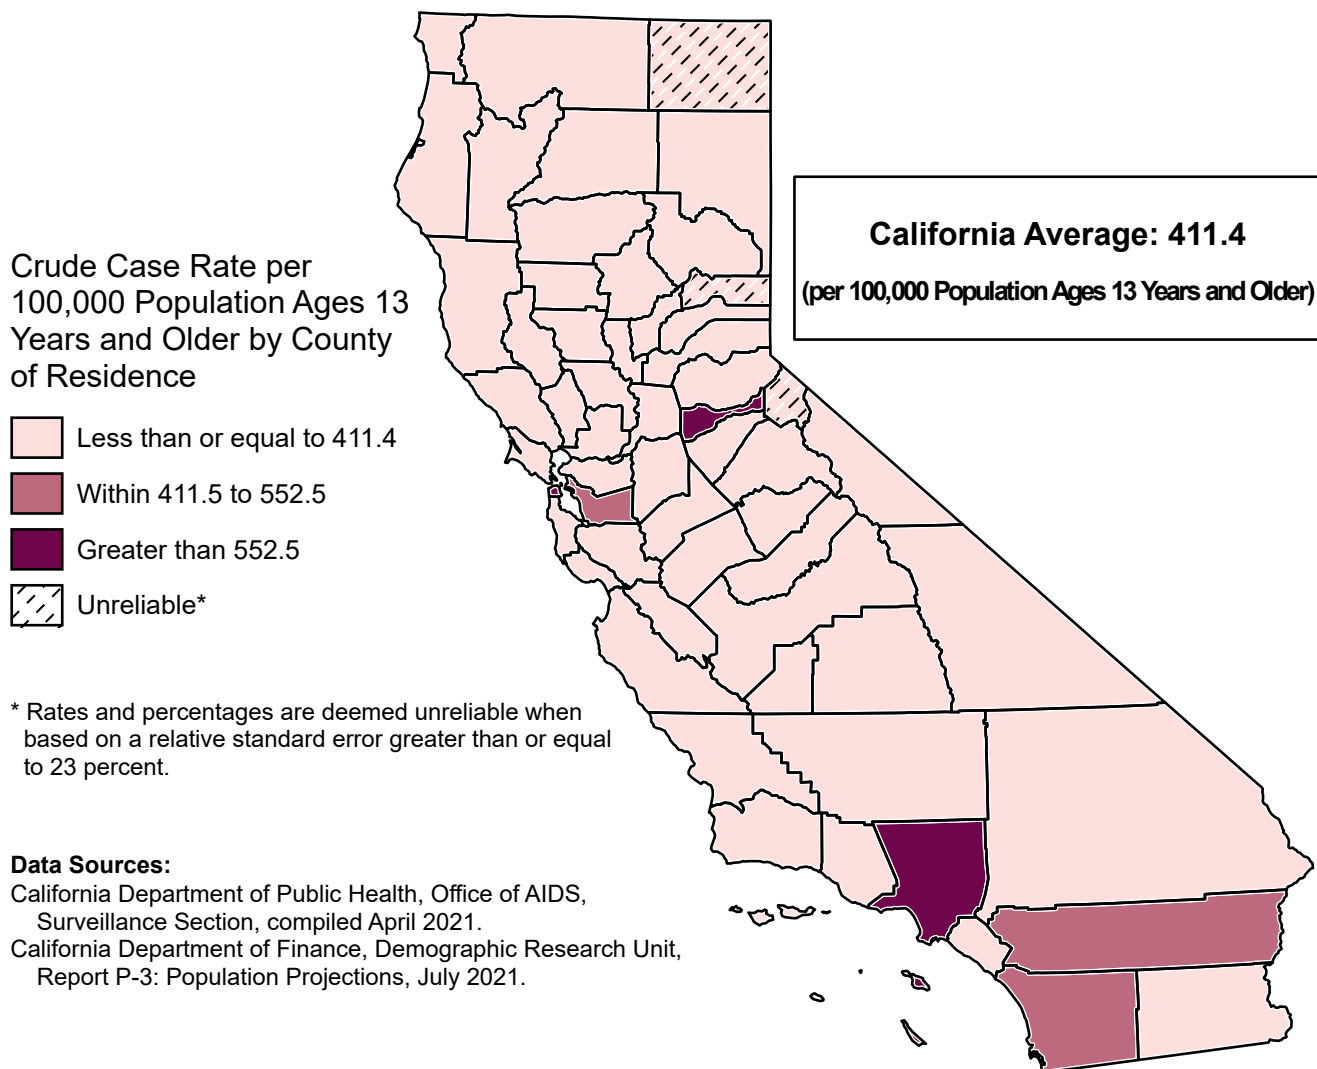 California Average: 411.4
(per 100,000 Population Ages 13 Years and Older)
Crude Case Rate per
100,000 Population Ages 13
Years and Older by County
of Residence
Less than or equal to 411.4
Within 411.5 to 552.5
Greater than 552.5
Unreliable*
* Rates and percentages are deemed unreliable when
based on a relative standard error greater than or equal
to 23 percent.
Data Sources:
California Department of Public Health, Office of AIDS,
Surveillance Section, compiled April 2021.
California Department of Finance, Demographic Research Unit,
Report P-3: Population Projections, July 2021.